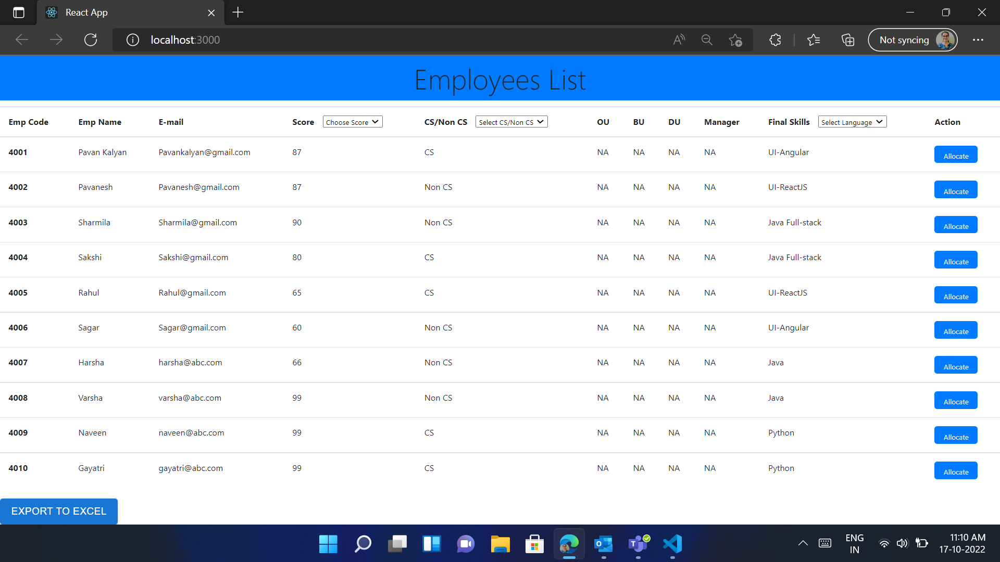 React App
localhost:3000
Not syncing
Employees List
Emp Code Emp Name E-mail Score Choose Score CS/Non CS Select CS/Non CS OU BU DU Manager Final Skills Select Language Action
4001 Pavan Kalyan Pavankalyan@gmail.com 87 CS NA NA NA NA UI-Angular Allocate
4002 Pavanesh Pavanesh@gmail.com 87 Non CS NA NA NA NA UI-ReactJS Allocate
4003 Sharmila Sharmila@gmail.com 90 Non CS NA NA NA NA Java Full-stack Allocate
4004 Sakshi Sakshi@gmail.com 80 CS NA NA NA NA Java Full-stack Allocate
4005 Rahul Rahul@gmail.com 65 CS NA NA NA NA UI-ReactJS Allocate
4006 Sagar Sagar@gmail.com 60 Non CS NA NA NA NA UI-Angular Allocate
4007 Harsha harsha@abc.com 66 Non CS NA NA NA NA Java Allocate
4008 Varsha varsha@abc.com 99 Non CS NA NA NA NA Java Allocate
4009 Naveen naveen@abc.com 99 CS NA NA NA NA Python Allocate
4010 Gayatri gayatri@abc.com 99 CS NA NA NA NA Python Allocate
EXPORT TO EXCEL
ENG 11:10 AM
IN 17-10-2022